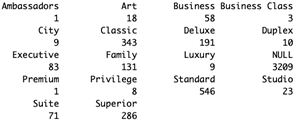 Ambassadors Art Business Business Class
1 18 58 3
City Classic Deluxe Duplex
9 343 191 10
Executive Family Luxury NULL
83 131 9 3209
Premium Privilege Standard Studio
1 8 546 23
Suite Superior
71 286